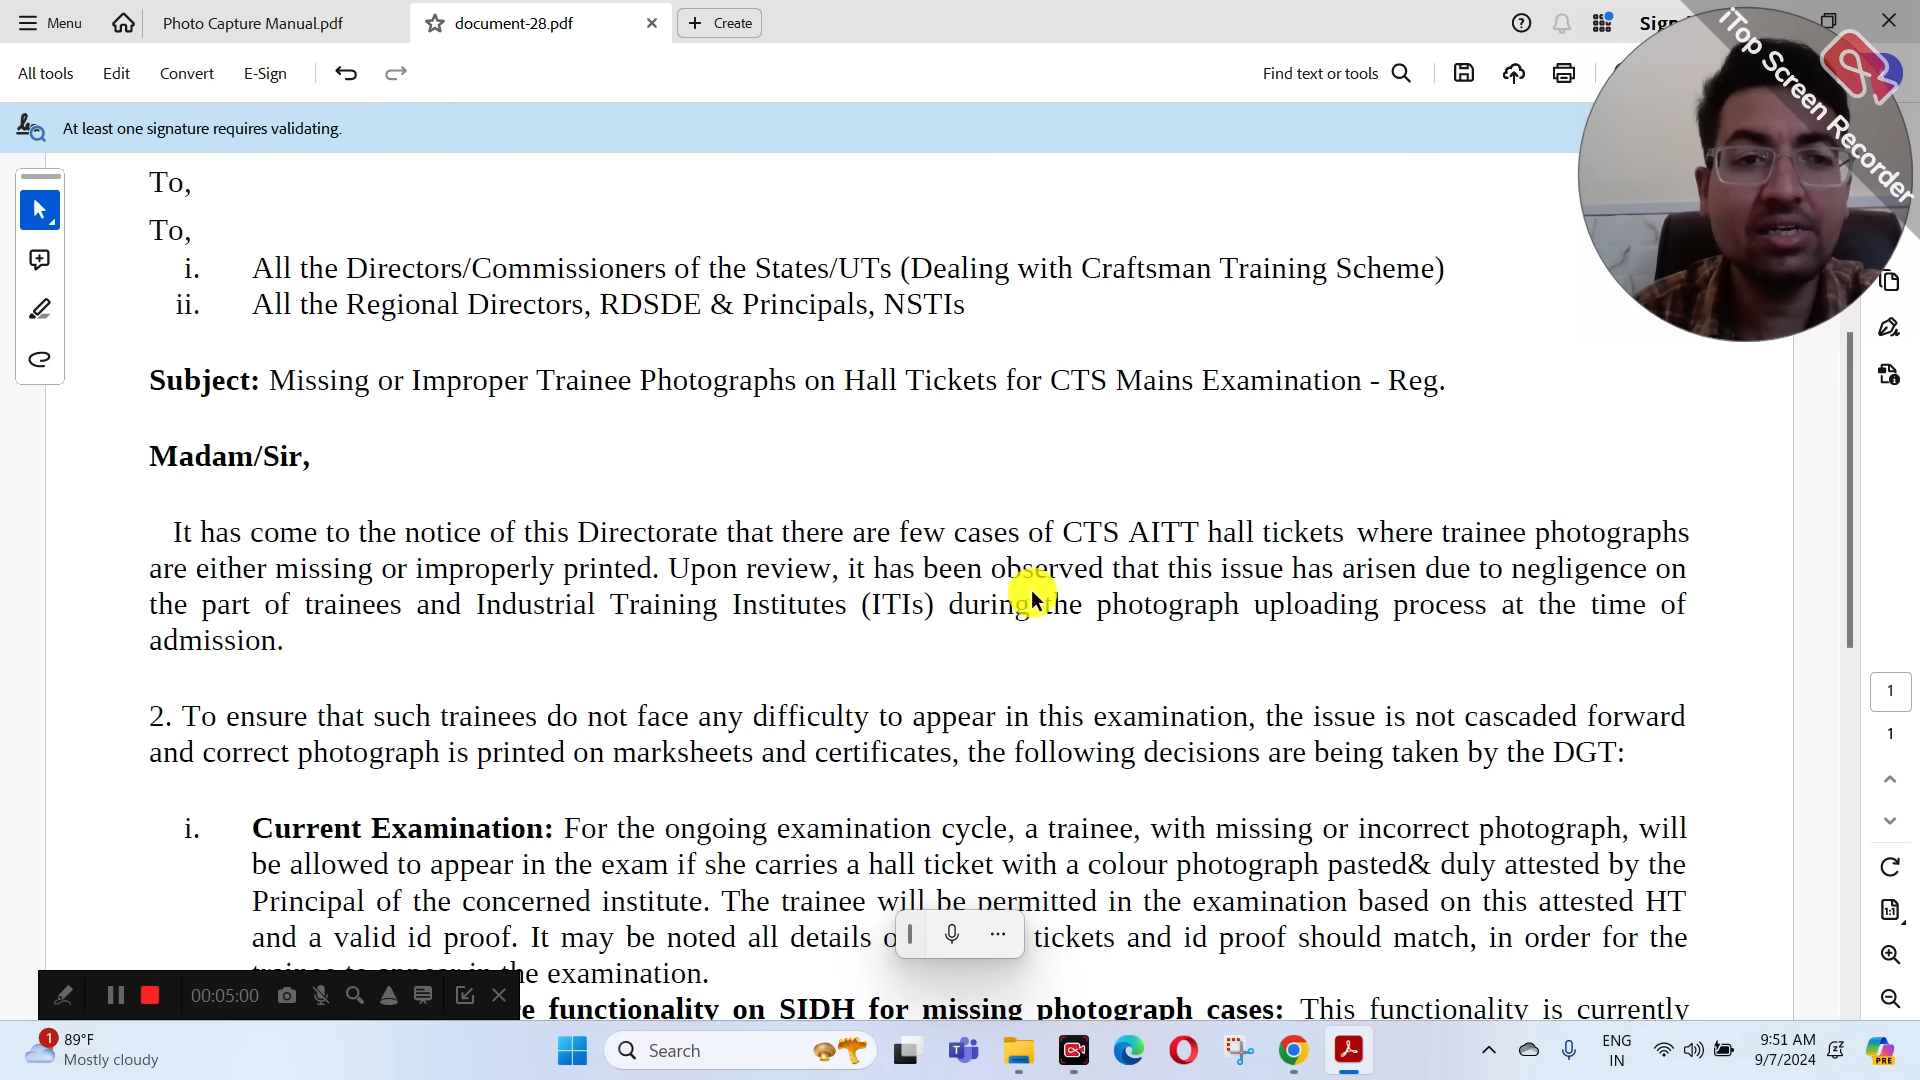 Menu
Photo Capture Manual.pdf
document-28.pdf
Create
Sign
iTop Screen Recorder
All tools
Edit
Convert
E-Sign
Find text or tools
At least one signature requires validating.
To,
To,
i. All the Directors/Commissioners of the States/UTs (Dealing with Craftsman Training Scheme)
ii. All the Regional Directors, RDSDE & Principals, NSTIs
Subject: Missing or Improper Trainee Photographs on Hall Tickets for CTS Mains Examination - Reg.
Madam/Sir,
It has come to the notice of this Directorate that there are few cases of CTS AITT hall tickets where trainee photographs
are either missing or improperly printed. Upon review, it has been observed that this issue has arisen due to negligence on
the part of trainees and Industrial Training Institutes (ITIs) during the photograph uploading process at the time of
admission.
2. To ensure that such trainees do not face any difficulty to appear in this examination, the issue is not cascaded forward
and correct photograph is printed on marksheets and certificates, the following decisions are being taken by the DGT:
i. Current Examination: For the ongoing examination cycle, a trainee, with missing or incorrect photograph, will
be allowed to appear in the exam if she carries a hall ticket with a colour photograph pasted& duly attested by the
Principal of the concerned institute. The trainee will be permitted in the examination based on this attested HT
and a valid id proof. It may be noted all details o tickets and id proof should match, in order for the
trainee to appear in the examination.
e functionality on SIDH for missing photograph cases: This functionality is currently
1
1
00:05:00
1
89°F
Mostly cloudy
Search
ENG
IN
9:51 AM
9/7/2024
PRE